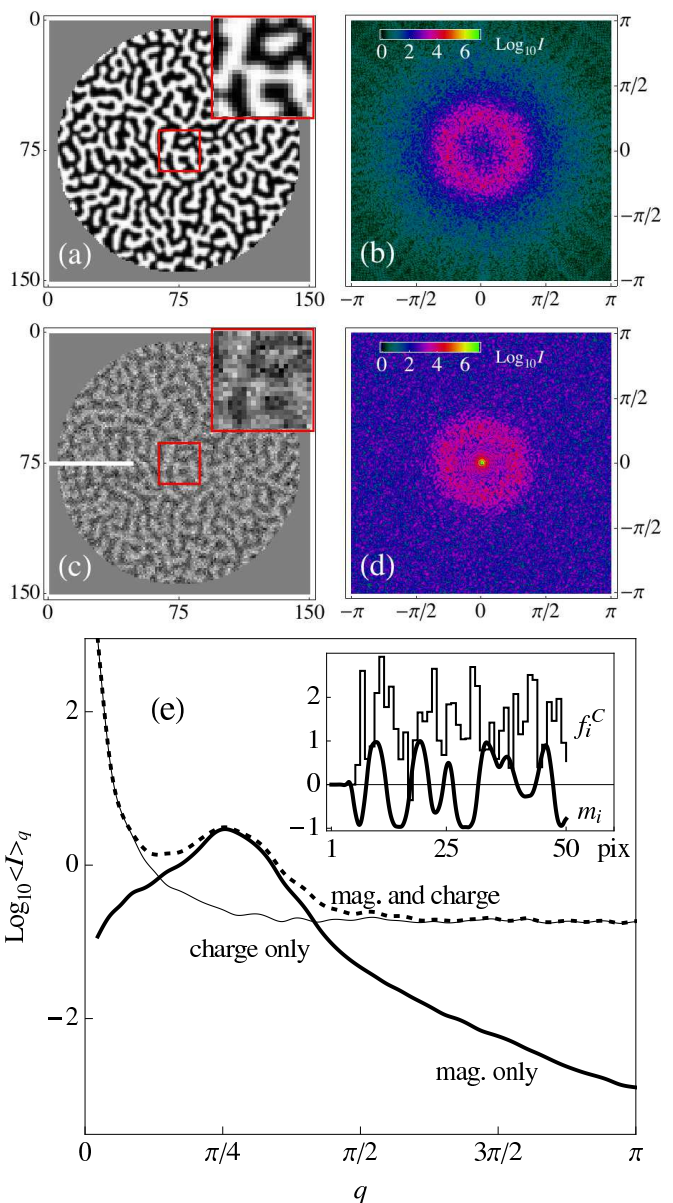 0
75
150
(a)
0 75 150
0 2 4 6 Log₁₀I
(b)
π
π/2
0
−π/2
−π
−π −π/2 0 π/2 π
0
75
150
(c)
0 75 150
0 2 4 6 Log₁₀I
(d)
π
π/2
0
−π/2
−π
−π −π/2 0 π/2 π
(e)
2
0
−2
Log₁₀<I>q
2
1
0
−1
fᵢᶜ
mᵢ
1 25 50 pix
mag. and charge
charge only
mag. only
0 π/4 π/2 3π/2 π
q